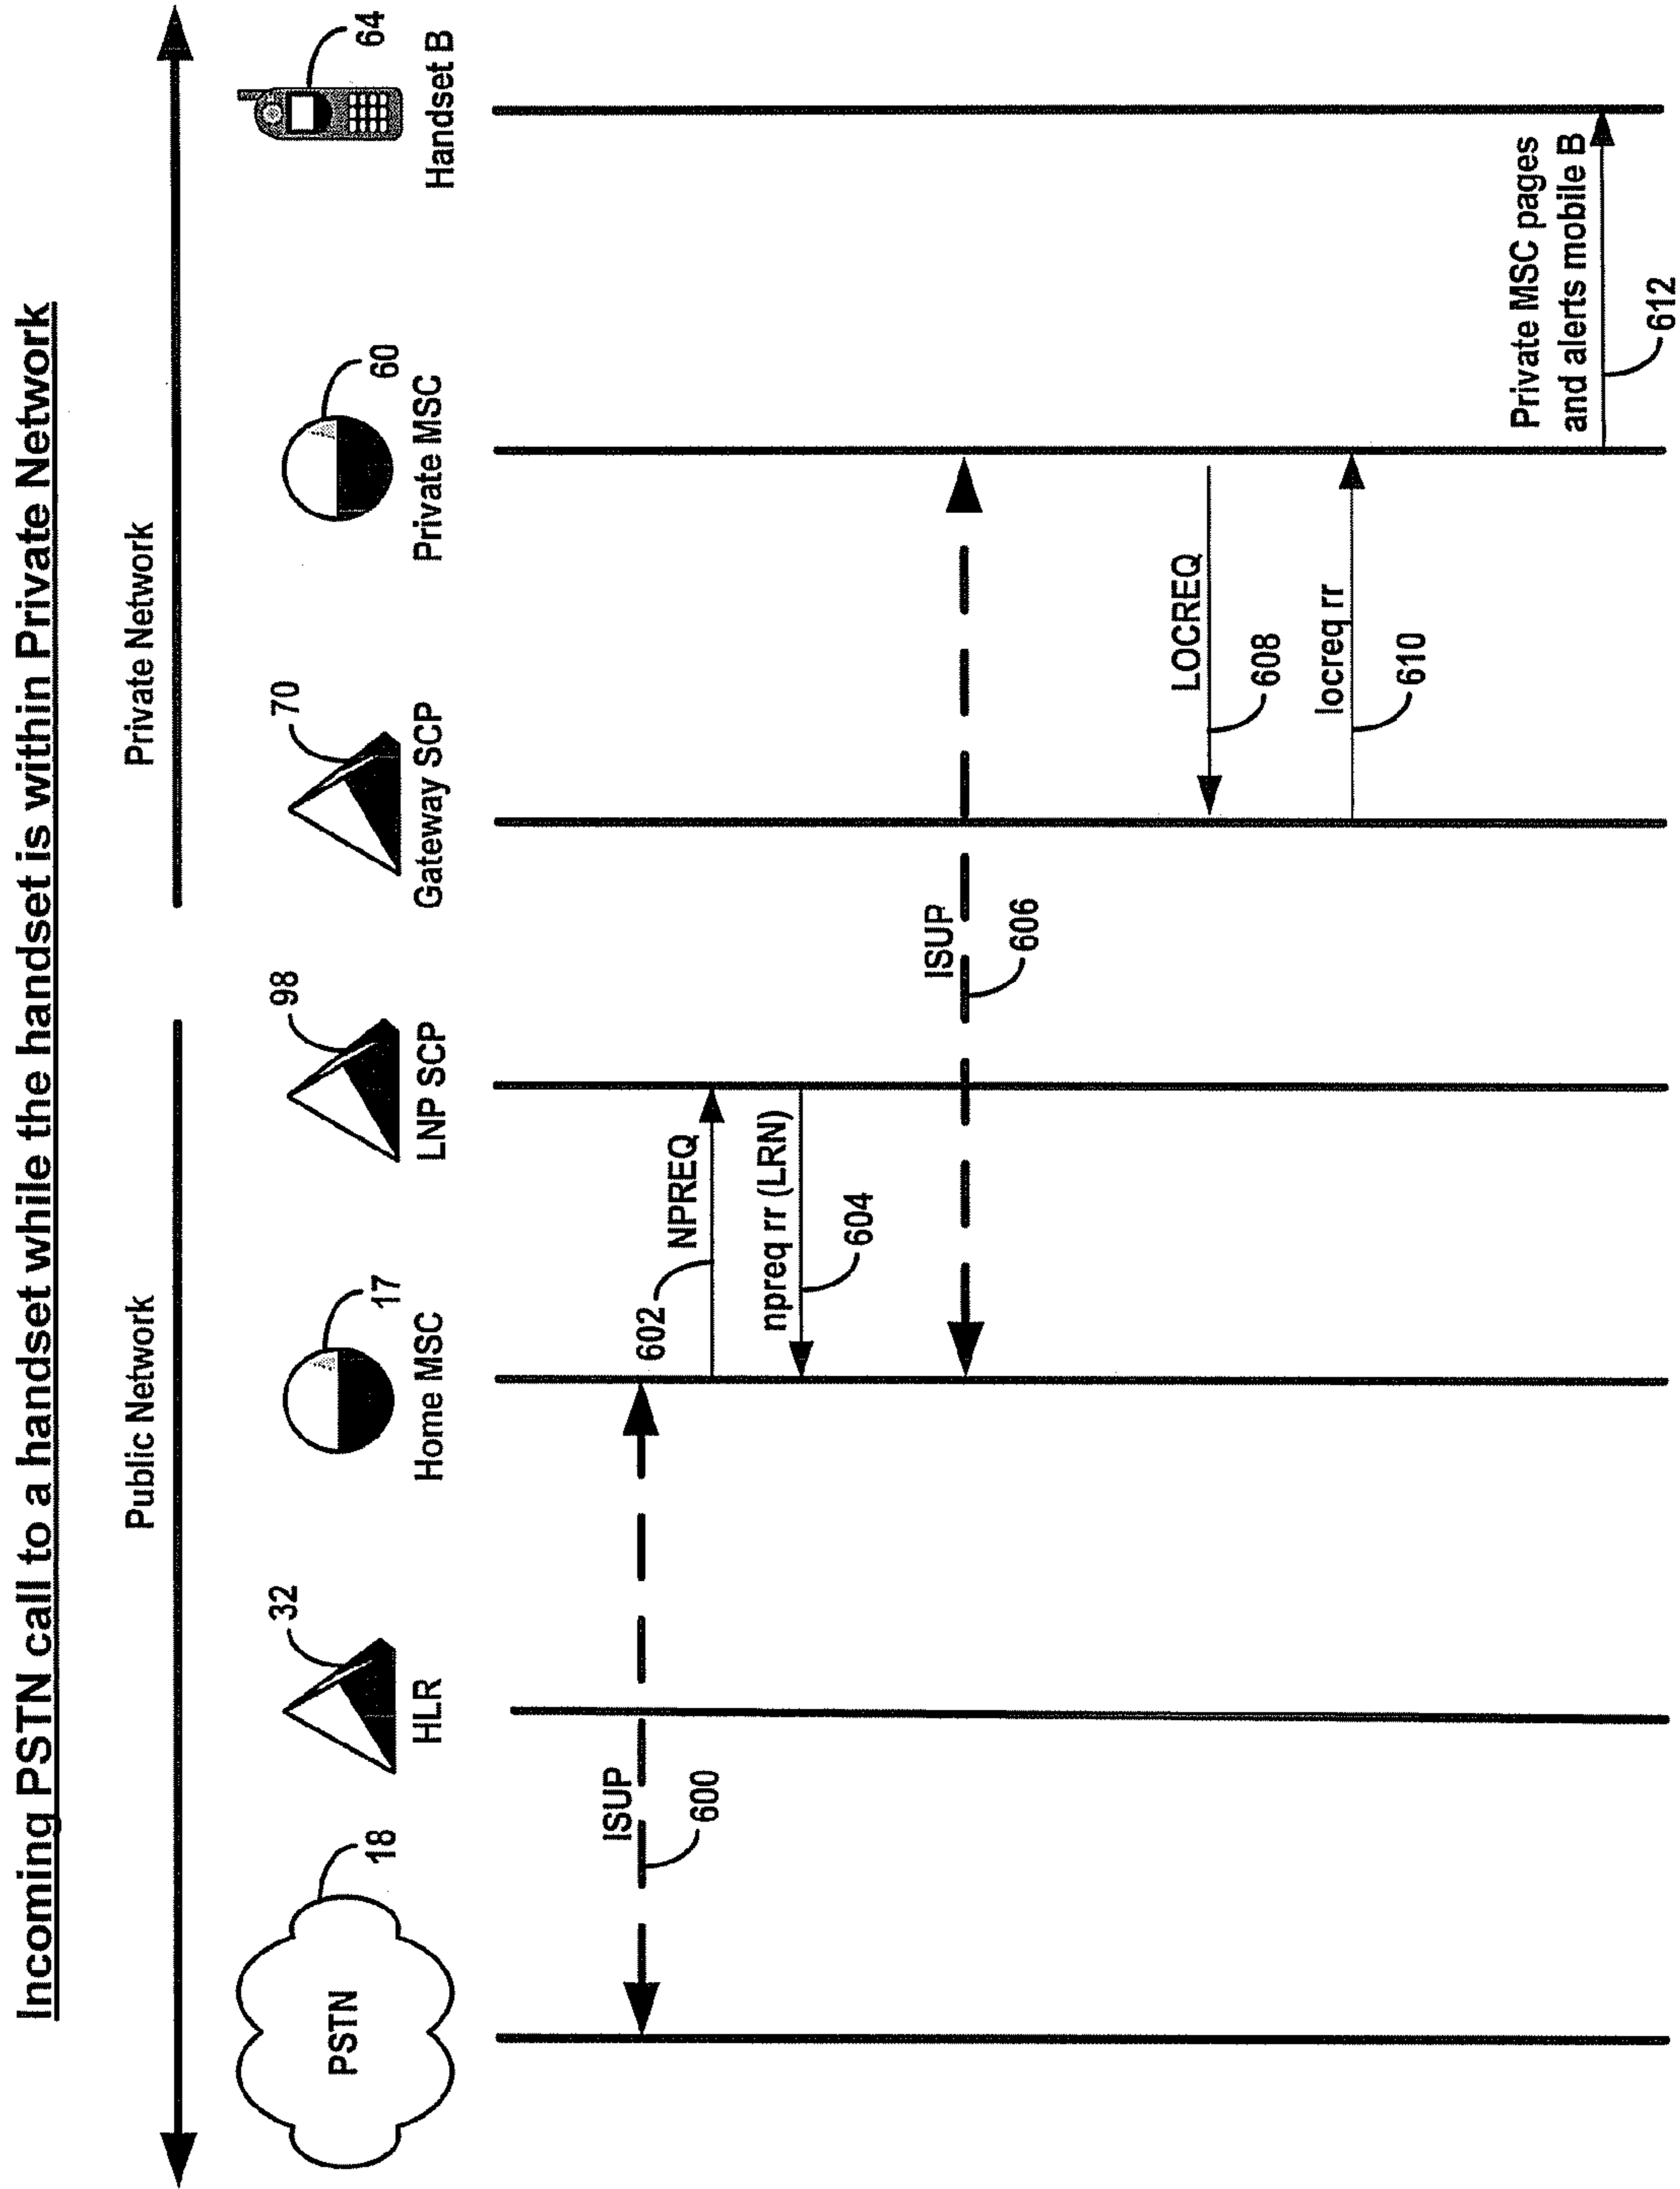 Incoming PSTN call to a handset while the handset is within Private Network
Public Network
Private Network
PSTN
18
32
HLR
17
Home MSC
98
LNP SCP
70
Gateway SCP
60
Private MSC
64
Handset B
ISUP
600
602
NPREQ
npreq rr (LRN)
604
ISUP
606
LOCREQ
608
locreq rr
610
Private MSC pages
and alerts mobile B
612